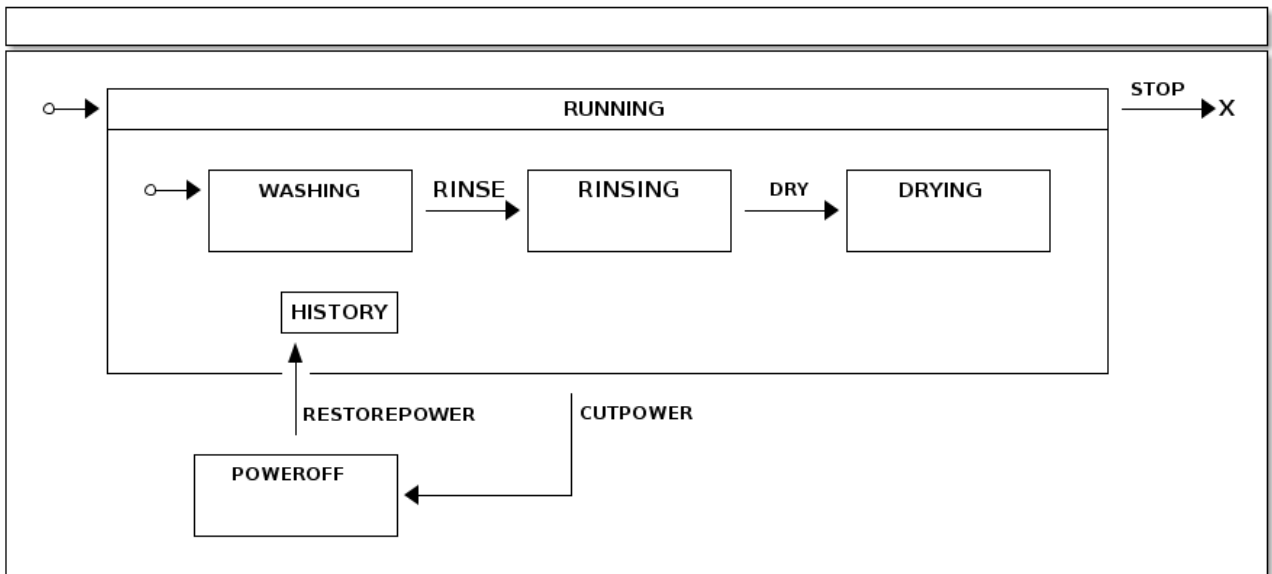 STOP
RUNNING
X
WASHING
RINSE
RINSING
DRY
DRYING
HISTORY
RESTOREPOWER
CUTPOWER
POWEROFF